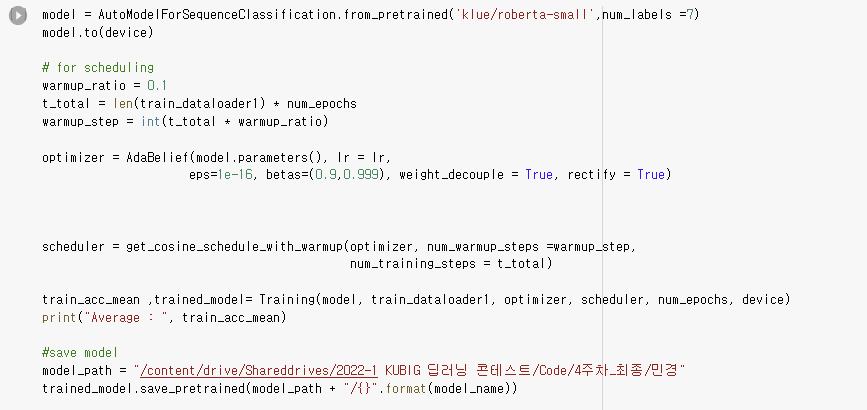 model = AutoModelForSequenceClassification.from_pretrained('klue/roberta-small',num_labels =7)
model.to(device)
# for scheduling
warmup_ratio = 0.1
t_total = len(train_dataloader1) * num_epochs
warmup_step = int(t_total * warmup_ratio)
optimizer = AdaBelief(model.parameters(), lr = lr,
eps=1e-16, betas=(0.9,0.999), weight_decouple = True, rectify = True)
scheduler = get_cosine_schedule_with_warmup(optimizer, num_warmup_steps =warmup_step,
num_training_steps = t_total)
train_acc_mean ,trained_model= Training(model, train_dataloader1, optimizer, scheduler, num_epochs, device)
print("Average : ", train_acc_mean)
#save model
model_path = "/content/drive/Shareddrives/2022-1 KUBIG 딥러닝 콘테스트/Code/4주차_최종/민경"
trained_model.save_pretrained(model_path + "/{}".format(model_name))